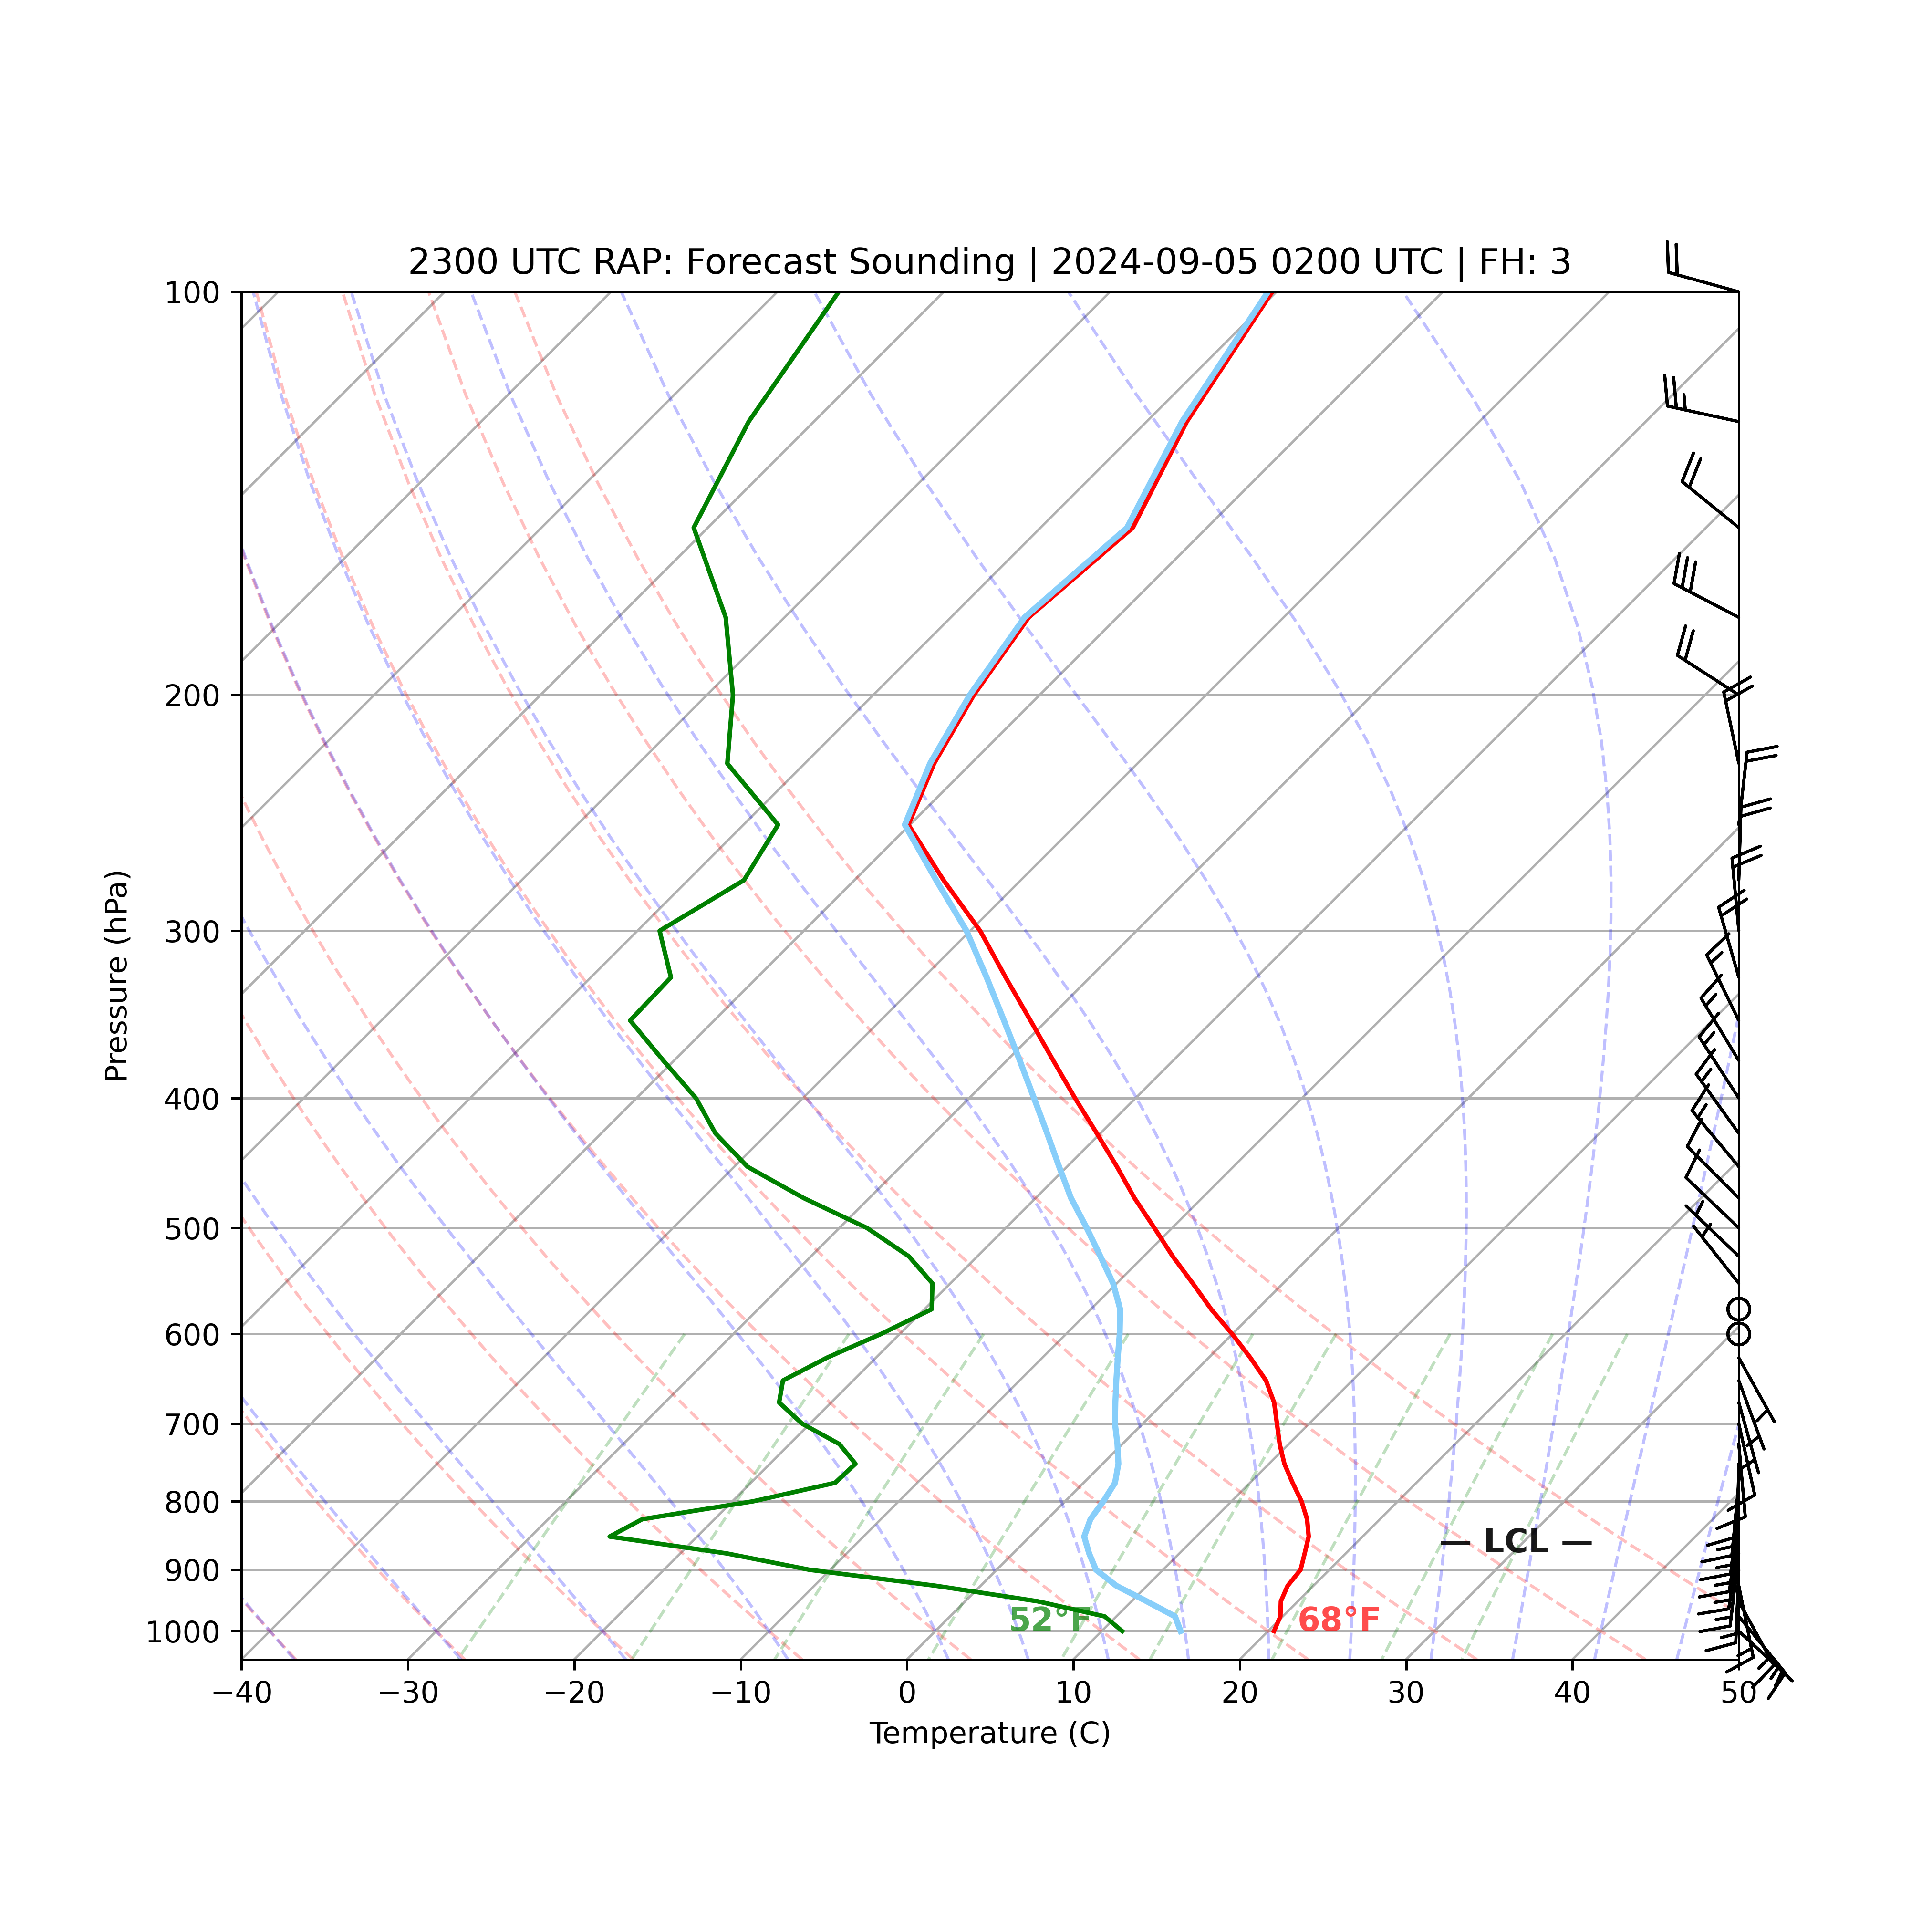 2300 UTC RAP: Forecast Sounding | 2024-09-05 0200 UTC | FH: 3
100
200
300
400
500
600
700
800
900
1000
Pressure (hPa)
— LCL —
52°F
68°F
−40 −30 −20 −10 0 10 20 30 40 50
Temperature (C)